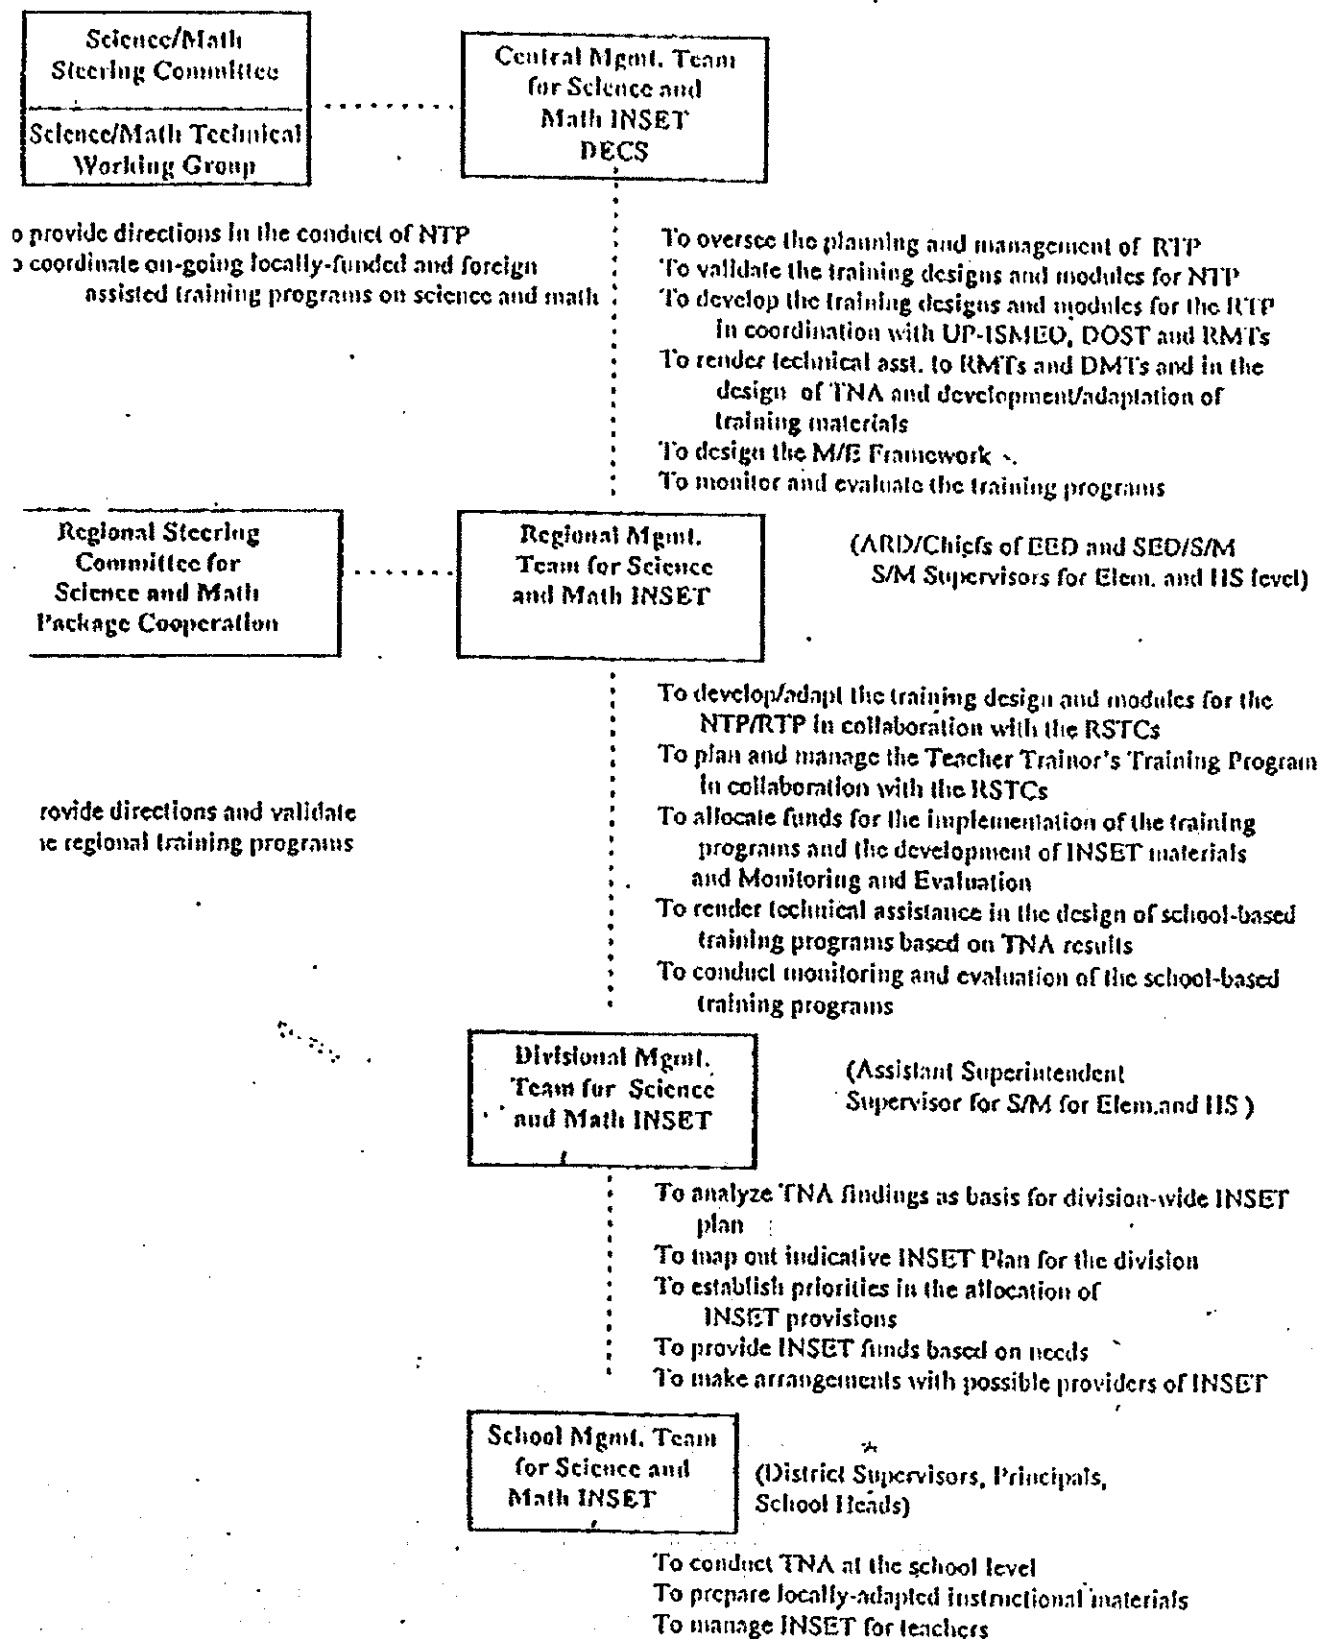 Science/Math
Steering Committee
Science/Math Technical
Working Group
Central Mgmt. Team
for Science and
Math INSET
DECS
o provide directions in the conduct of NTP
o coordinate on-going locally-funded and foreign
assisted training programs on science and math
To oversee the planning and management of RTP
To validate the training designs and modules for NTP
To develop the training designs and modules for the RTP
in coordination with UP-ISMED, DOST and RMTs
To render technical asst. to RMTs and DMTs and in the
design of TNA and development/adaptation of
training materials
To design the M/E Framework
To monitor and evaluate the training programs
Regional Steering
Committee for
Science and Math
Package Cooperation
Regional Mgmt.
Team for Science
and Math INSET
(ARD/Chiefs of EED and SED/S/M
S/M Supervisors for Elem. and HS level)
To develop/adapt the training design and modules for the
NTP/RTP in collaboration with the RSTCs
To plan and manage the Teacher Trainor's Training Program
in collaboration with the RSTCs
To allocate funds for the implementation of the training
programs and the development of INSET materials
and Monitoring and Evaluation
To render technical assistance in the design of school-based
training programs based on TNA results
To conduct monitoring and evaluation of the school-based
training programs
rovide directions and validate
e regional training programs
Divisional Mgmt.
Team for Science
and Math INSET
(Assistant Superintendent
Supervisor for S/M for Elem.and HS )
To analyze TNA findings as basis for division-wide INSET
plan
To map out indicative INSET Plan for the division
To establish priorities in the allocation of
INSET provisions
To provide INSET funds based on needs
To make arrangements with possible providers of INSET
School Mgmt. Team
for Science and
Math INSET
(District Supervisors, Principals,
School Heads)
To conduct TNA at the school level
To prepare locally-adapted instructional materials
To manage INSET for teachers